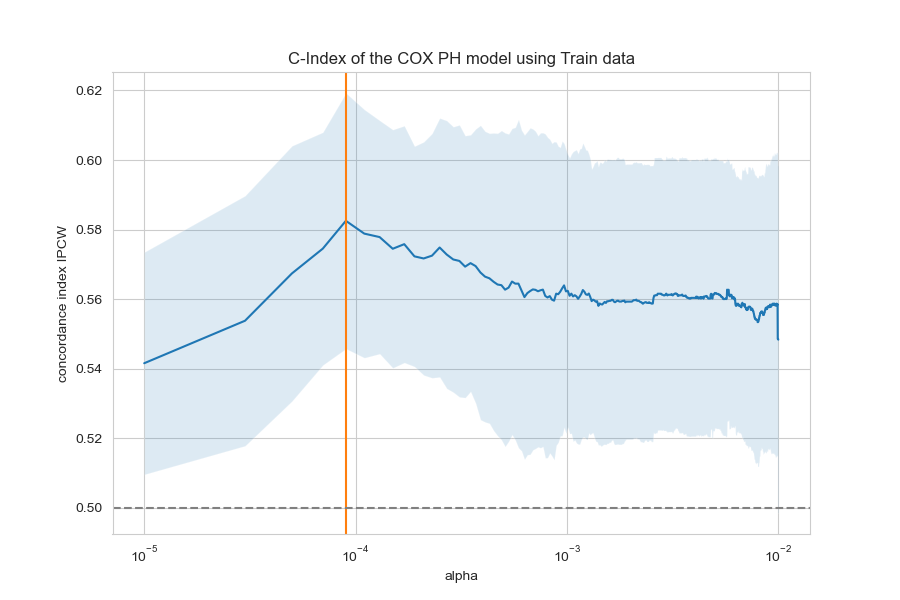 C-Index of the COX PH model using Train data
concordance index IPCW
0.62
0.60
0.58
0.56
0.54
0.52
0.50
10⁻⁵ 10⁻⁴ 10⁻³ 10⁻²
alpha